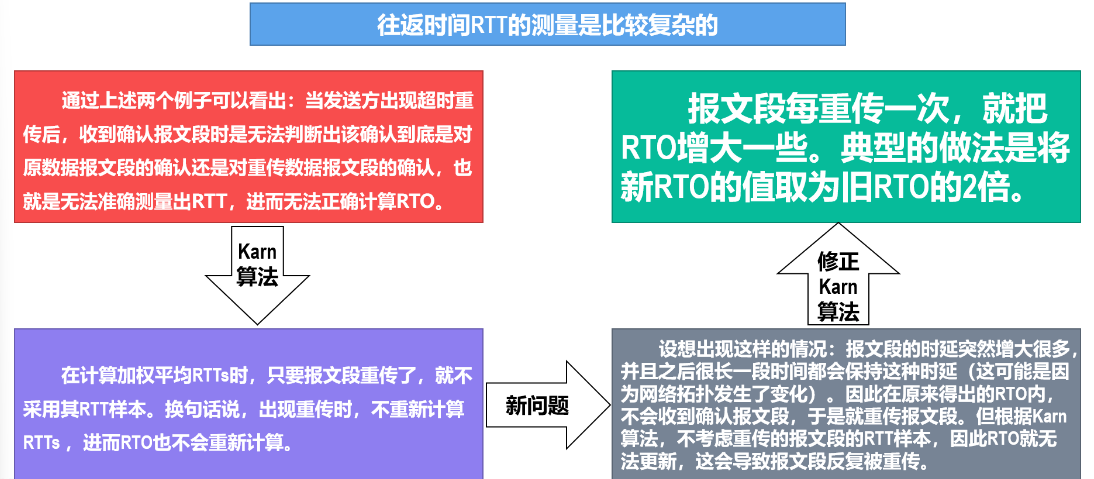 往返时间RTT的测量是比较复杂的
通过上述两个例子可以看出：当发送方出现超时重
传后，收到确认报文段时是无法判断出该确认到底是对
原数据报文段的确认还是对重传数据报文段的确认，也
就是无法准确测量出RTT，进而无法正确计算RTO。
Karn
算法
在计算加权平均RTTs时，只要报文段重传了，就不
采用其RTT样本。换句话说，出现重传时，不重新计算
RTTs ，进而RTO也不会重新计算。
新问题
设想出现这样的情况：报文段的时延突然增大很多，
并且之后很长一段时间都会保持这种时延（这可能是因
为网络拓扑发生了变化）。因此在原来得出的RTO内，
不会收到确认报文段，于是就重传报文段。但根据Karn
算法，不考虑重传的报文段的RTT样本，因此RTO就无
法更新，这会导致报文段反复被重传。
修正
Karn
算法
报文段每重传一次，就把
RTO增大一些。典型的做法是将
新RTO的值取为旧RTO的2倍。